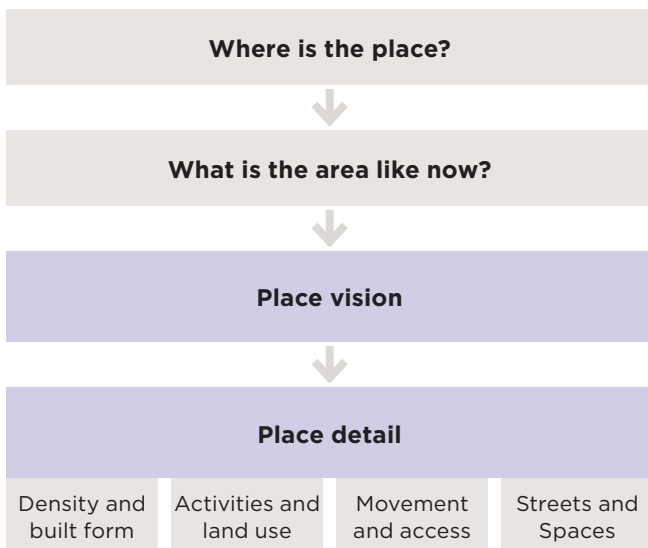 Where is the place?
What is the area like now?
Place vision
Place detail
Density and
built form
Activities and
land use
Movement
and access
Streets and
Spaces